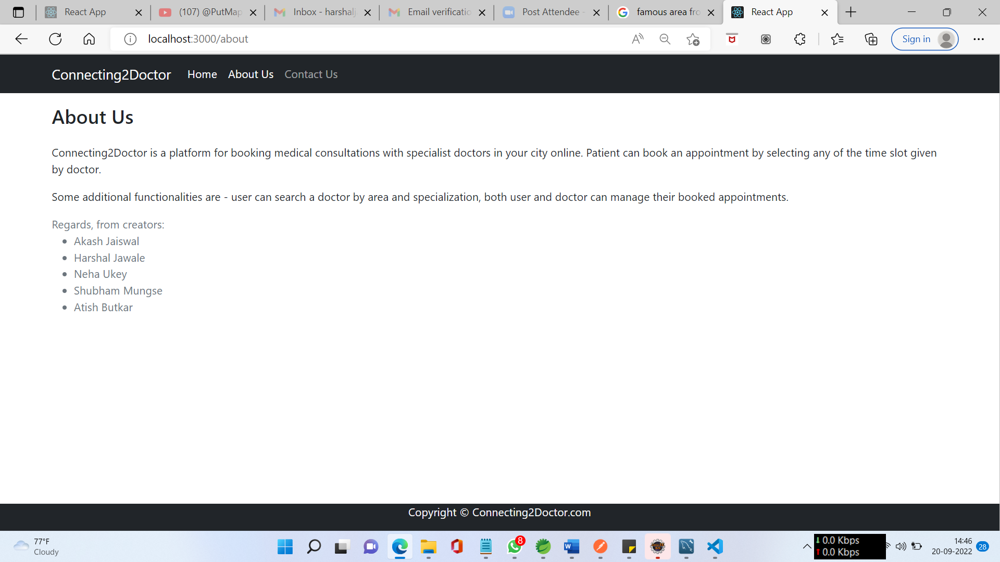 React App
(107) @PutMap
Inbox - harshalj
Email verificatio
Post Attendee -
famous area fro
React App
localhost:3000/about
Sign in
Connecting2Doctor Home About Us Contact Us
About Us
Connecting2Doctor is a platform for booking medical consultations with specialist doctors in your city online. Patient can book an appointment by selecting any of the time slot given
by doctor.
Some additional functionalities are - user can search a doctor by area and specialization, both user and doctor can manage their booked appointments.
Regards, from creators:
Akash Jaiswal
Harshal Jawale
Neha Ukey
Shubham Mungse
Atish Butkar
Copyright © Connecting2Doctor.com
77°F
Cloudy
8
0.0 Kbps
0.0 Kbps
14:46
20-09-2022
28